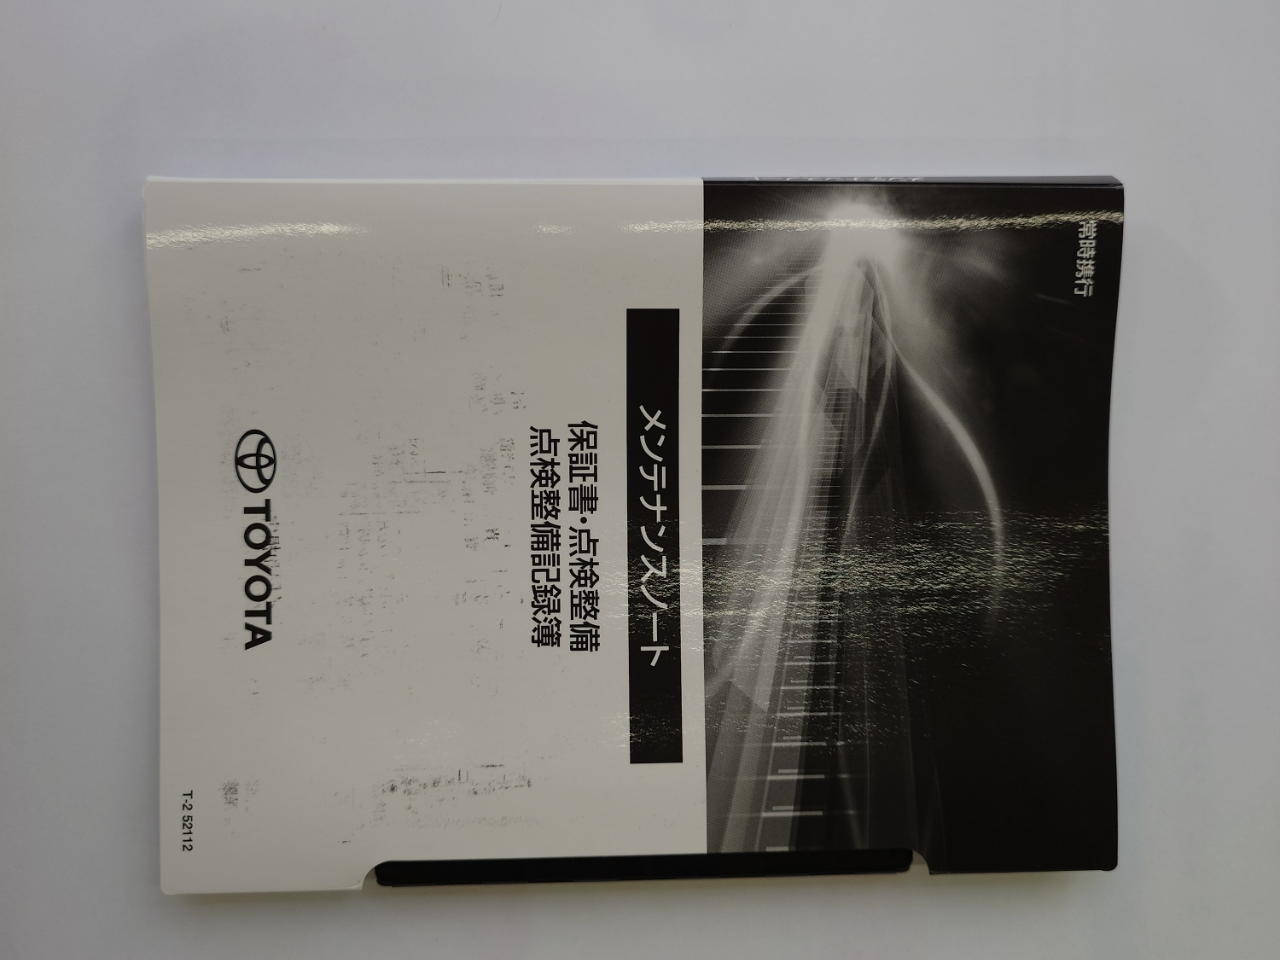 常時携行
メンテナンスノート
保証書・点検整備
点検整備記録簿
TOYOTA
T-2 52112